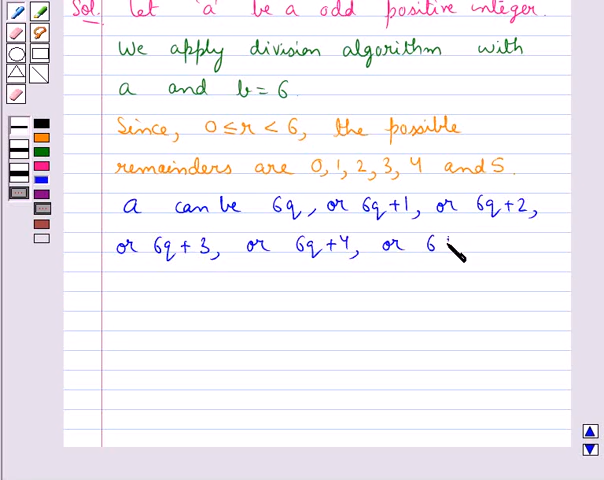 Sol. Let 'a' be a odd positive integer.
We apply division algorithm with
a and b = 6.
Since, 0 ≤ r < 6, the possible
remainders are 0, 1, 2, 3, 4 and 5.
a can be 6q, or 6q + 1, or 6q + 2,
or 6q + 3, or 6q + 4, or 6